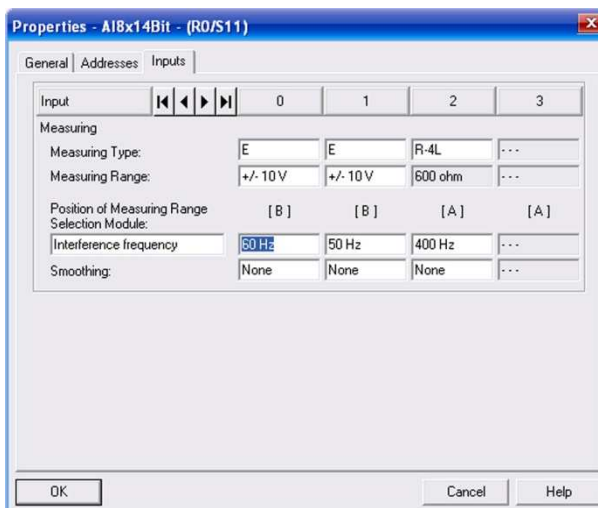 Properties - AI8x14Bit - (R0/S11)
General Addresses Inputs
Input 0 1 2 3
Measuring
Measuring Type: E E R-4L ---
Measuring Range: +/- 10 V +/- 10 V 600 ohm ---
Position of Measuring Range
Selection Module: [ B ] [ B ] [ A ] [ A ]
Interference frequency 60 Hz 50 Hz 400 Hz ---
Smoothing: None None None ---
OK Cancel Help